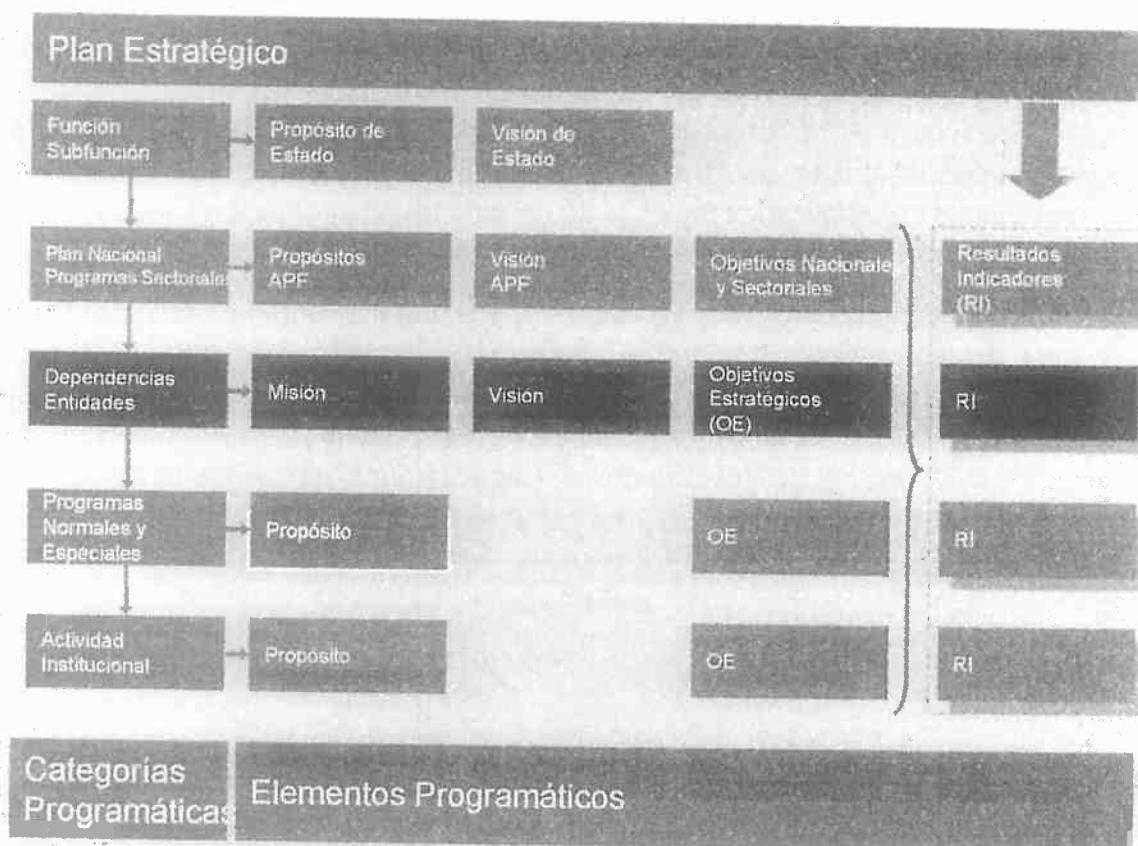 Plan Estratégico
Función
Subfunción
Propósito de
Estado
Visión de
Estado
Plan Nacional
Programas Sectoriales
Propósitos
APF
Visión
APF
Objetivos Nacionale
y Sectoriales
Resultados
Indicadores
(RI)
Dependencias
Entidades
Misión
Visión
Objetivos
Estratégicos
(OE)
RI
Programas
Normales y
Especiales
Propósito
OE
RI
Actividad
Institucional
Propósito
OE
RI
Categorías
Programáticas
Elementos Programáticos